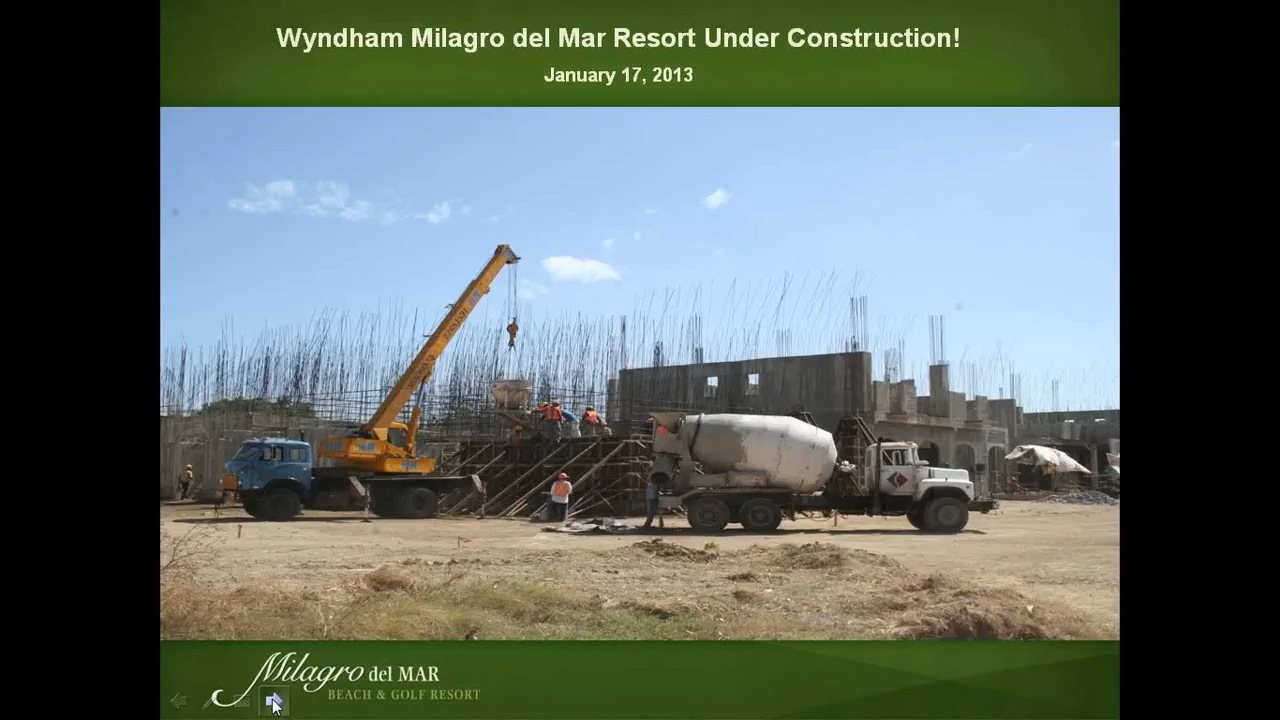 Wyndham Milagro del Mar Resort Under Construction!
January 17, 2013
Milagro del MAR
BEACH & GOLF RESORT